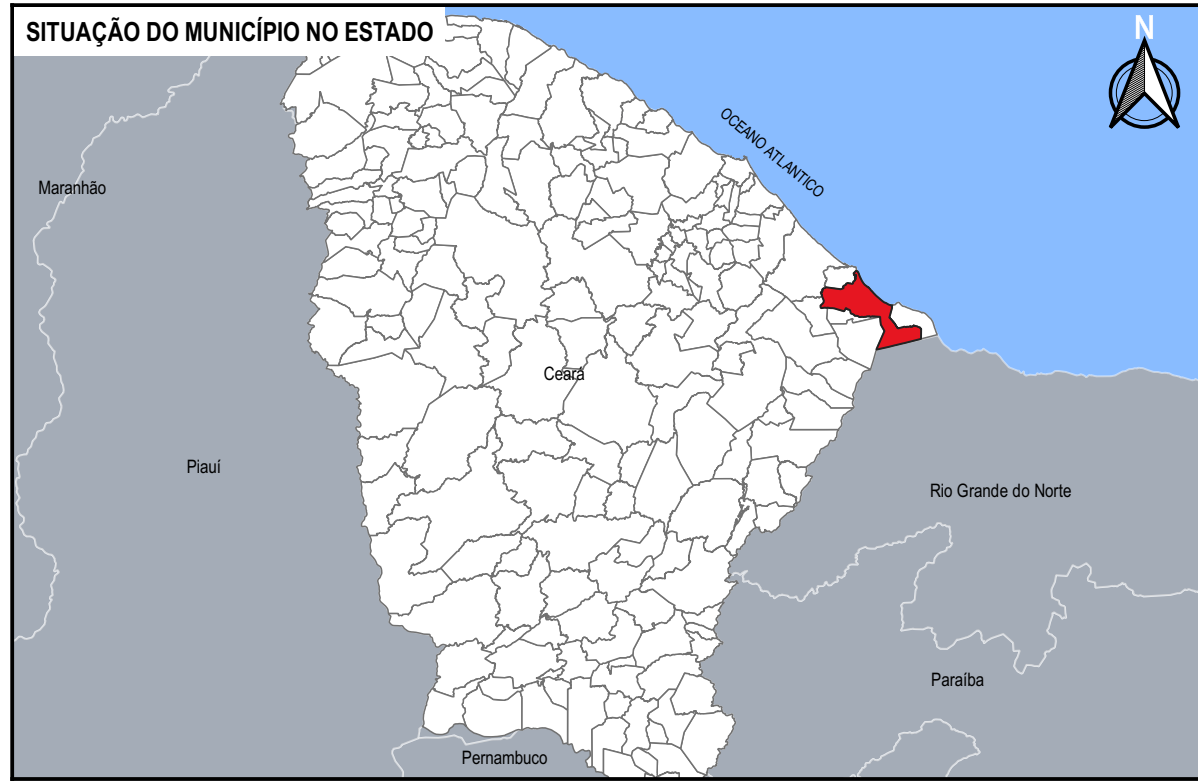 SITUAÇÃO DO MUNICÍPIO NO ESTADO
N
OCEANO ATLANTICO
Maranhão
Ceará
Piauí
Rio Grande do Norte
Paraíba
Pernambuco